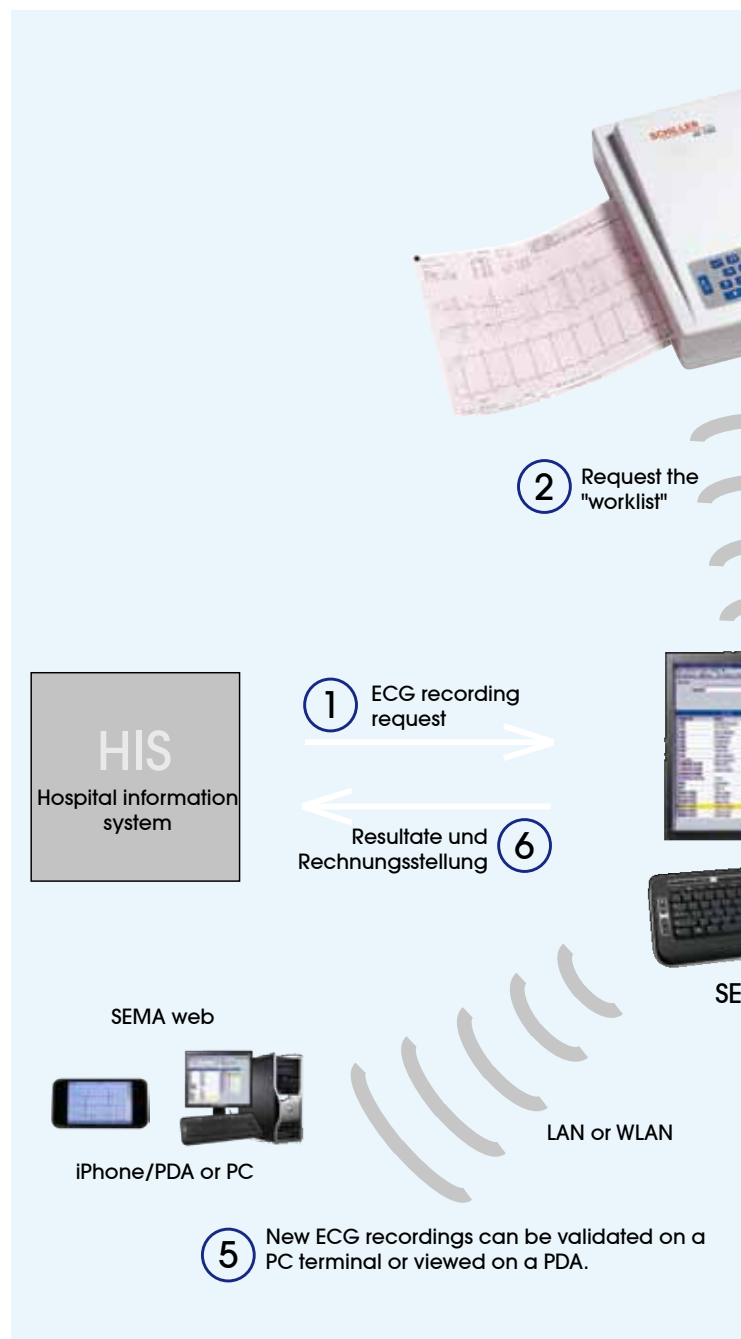 SCHILLER
2
Request the
"worklist"
1
ECG recording
request
HIS
Hospital information
system
Resultate und
Rechnungsstellung
6
SE
SEMA web
LAN or WLAN
iPhone/PDA or PC
5
New ECG recordings can be validated on a
PC terminal or viewed on a PDA.